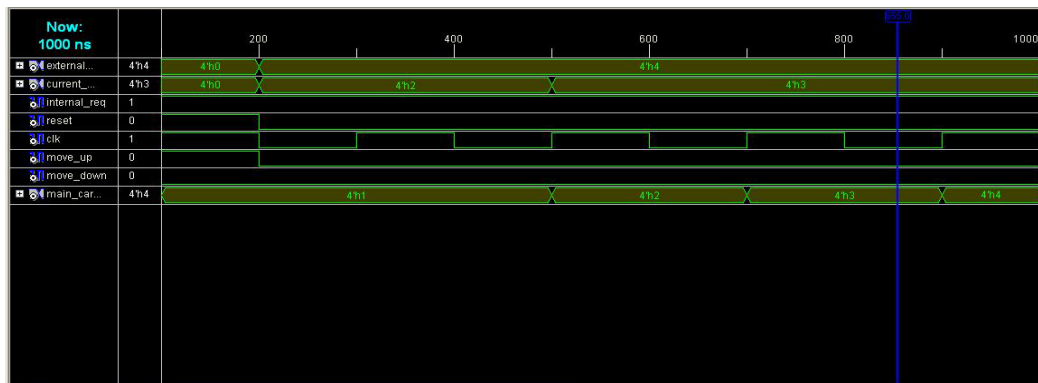 Now:
1000 ns
855.0
200 400 600 800 1000
external... 4'h4 4'h0 4'h4
current_... 4'h3 4'h0 4'h2 4'h3
internal_req 1
reset 0
clk 1
move_up 0
move_down 0
main_car... 4'h4 4'h1 4'h2 4'h3 4'h4